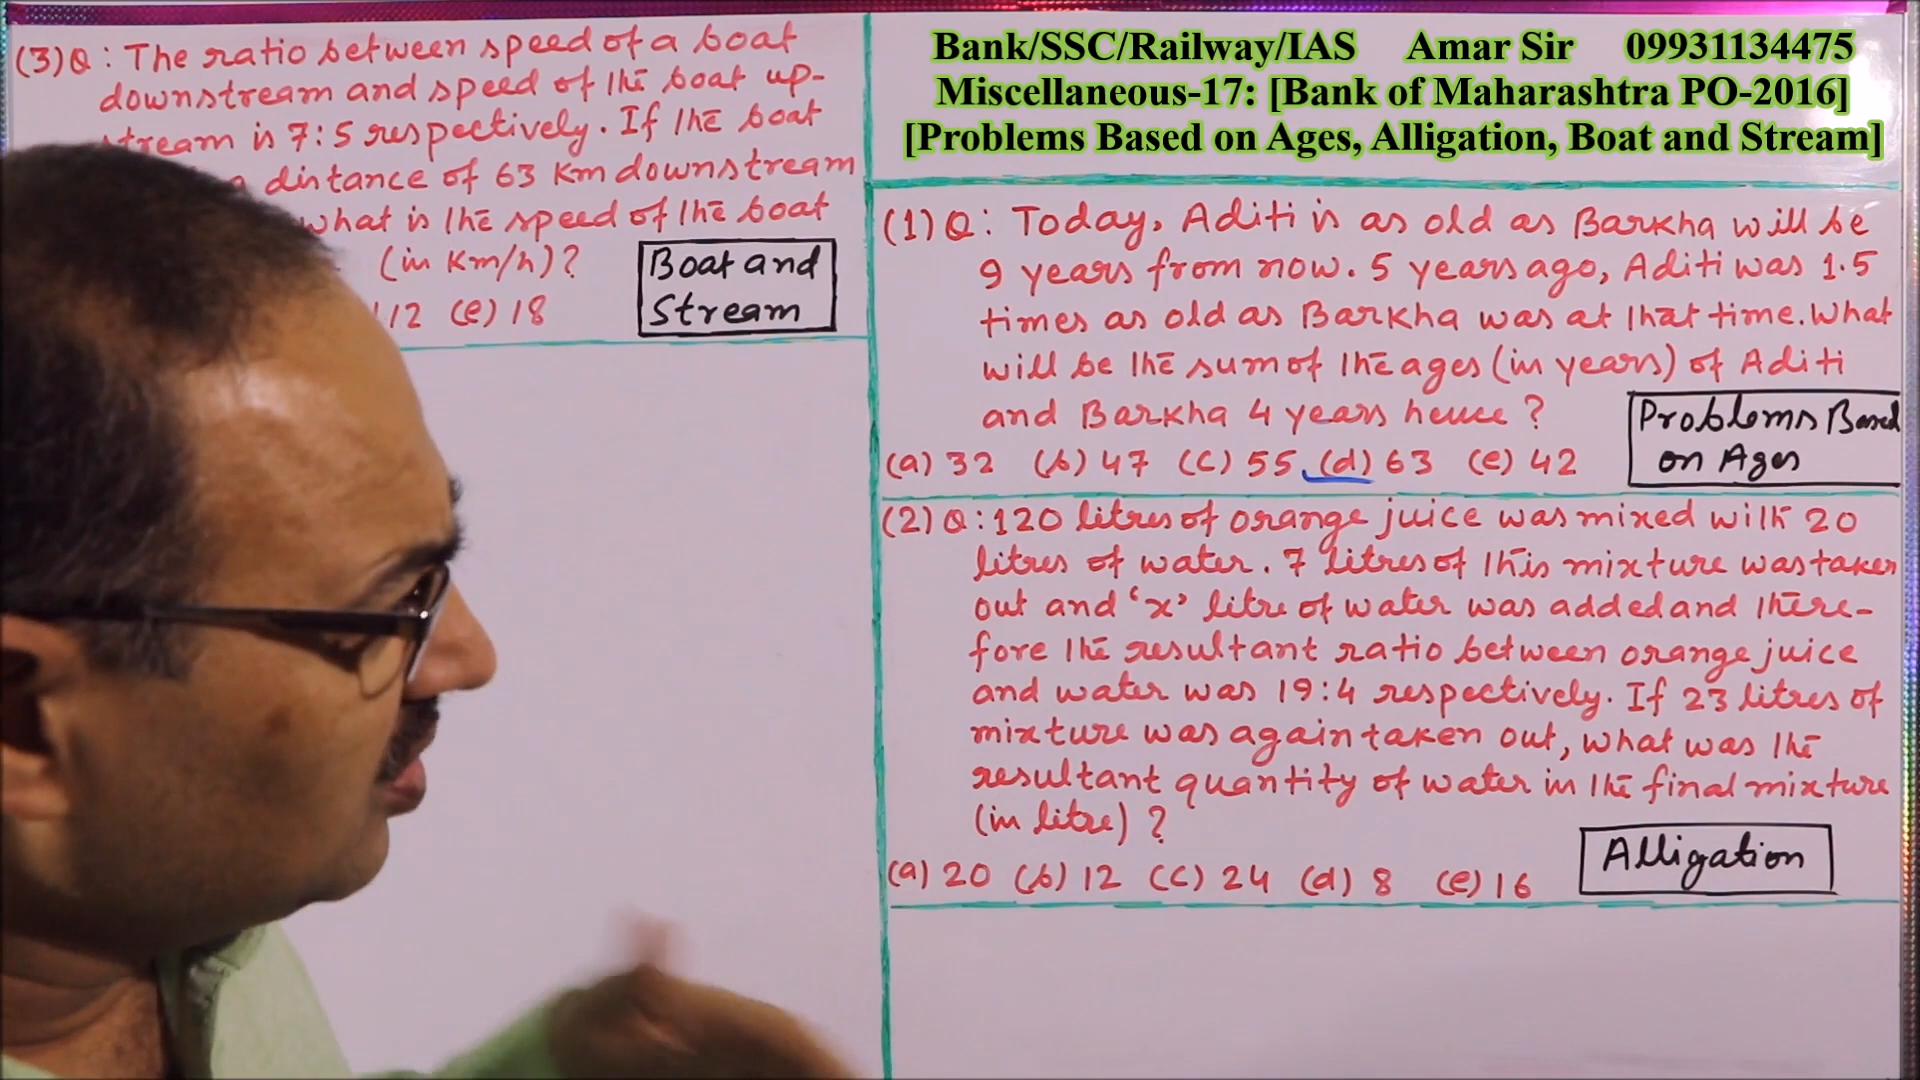 (3) Q: The ratio between speed of a boat
downstream and speed of the boat up-
stream is 7:5 respectively. If the boat
distance of 63 Km downstream
what is the speed of the boat
(in Km/h)?
12 (e) 18
Boat and
Stream
Bank/SSC/Railway/IAS Amar Sir 09931134475
Miscellaneous-17: [Bank of Maharashtra PO-2016]
[Problems Based on Ages, Alligation, Boat and Stream]
(1) Q: Today, Aditi is as old as Barkha will be
9 years from now. 5 years ago, Aditi was 1.5
times as old as Barkha was at that time. What
will be the sum of the ages (in years) of Aditi
and Barkha 4 years hence?
(a) 32 (b) 47 (c) 55 (d) 63 (e) 42
Problems Based
on Ages
(2) Q: 120 litres of orange juice was mixed with 20
litres of water. 7 litres of this mixture was taken
out and 'x' litre of water was added and there-
fore the resultant ratio between orange juice
and water was 19:4 respectively. If 23 litres of
mixture was again taken out, what was the
resultant quantity of water in the final mixture
(in litre)?
(a) 20 (b) 12 (c) 24 (d) 8 (e) 16
Alligation